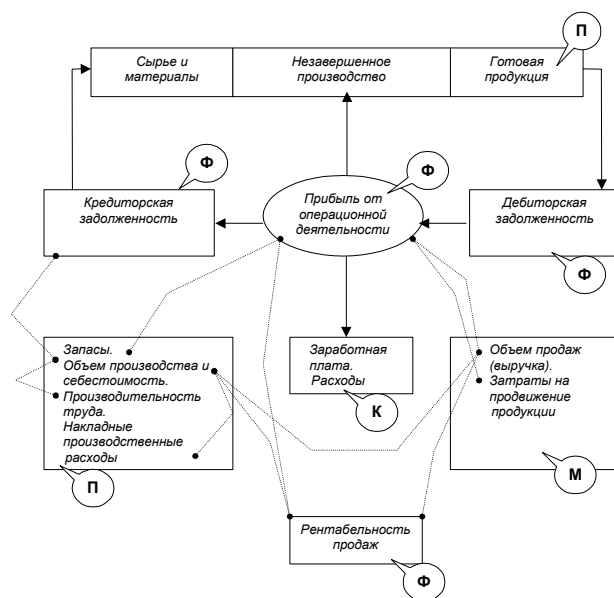 Сырье и
материалы
Незавершенное
производство
Готовая
продукция
П
Ф
Кредиторская
задолженность
Ф
Прибыль от
операционной
деятельности
Дебиторская
задолженность
Ф
Запасы.
Объем производства и
себестоимость.
Производительность
труда.
Накладные
производственные
расходы
П
Заработная
плата.
Расходы
К
Объем продаж
(выручка).
Затраты на
продвижение
продукции
М
Рентабельность
продаж
Ф